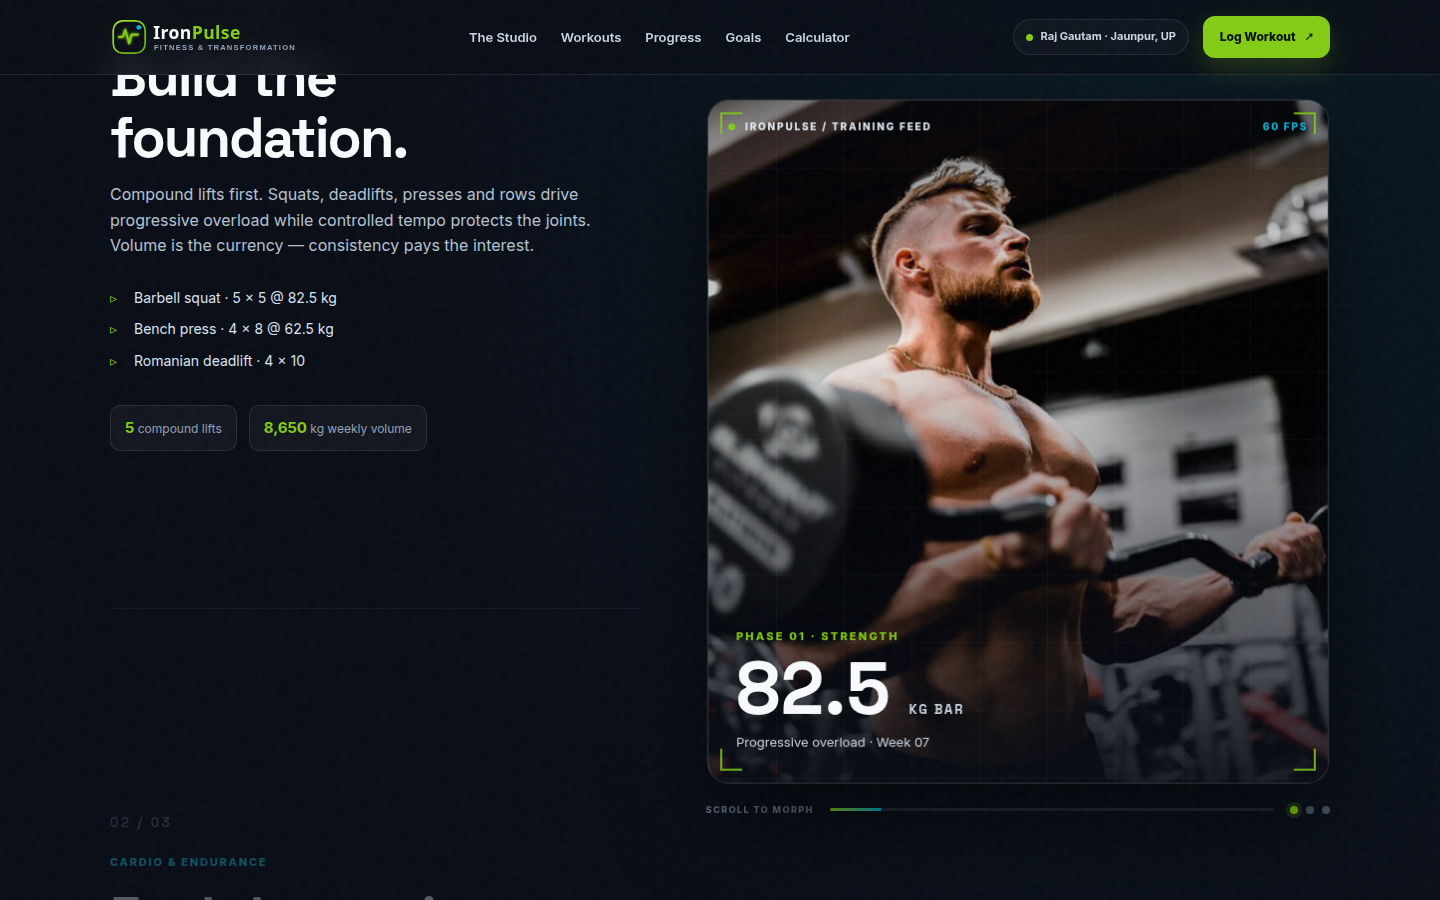 IronPulse
FITNESS & TRANSFORMATION
The Studio
Workouts
Progress
Goals
Calculator
Raj Gautam · Jaunpur, UP
Log Workout ↗
Build the
foundation.
Compound lifts first. Squats, deadlifts, presses and rows drive
progressive overload while controlled tempo protects the joints.
Volume is the currency — consistency pays the interest.
Barbell squat · 5 × 5 @ 82.5 kg
Bench press · 4 × 8 @ 62.5 kg
Romanian deadlift · 4 × 10
5 compound lifts
8,650 kg weekly volume
02 / 03
CARDIO & ENDURANCE
IRONPULSE / TRAINING FEED
60 FPS
PHASE 01 · STRENGTH
82.5 KG BAR
Progressive overload · Week 07
SCROLL TO MORPH